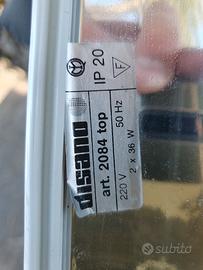 disano
art. 2084 top
IP 20
F
220 V
50 Hz
2 x 36 W
subito